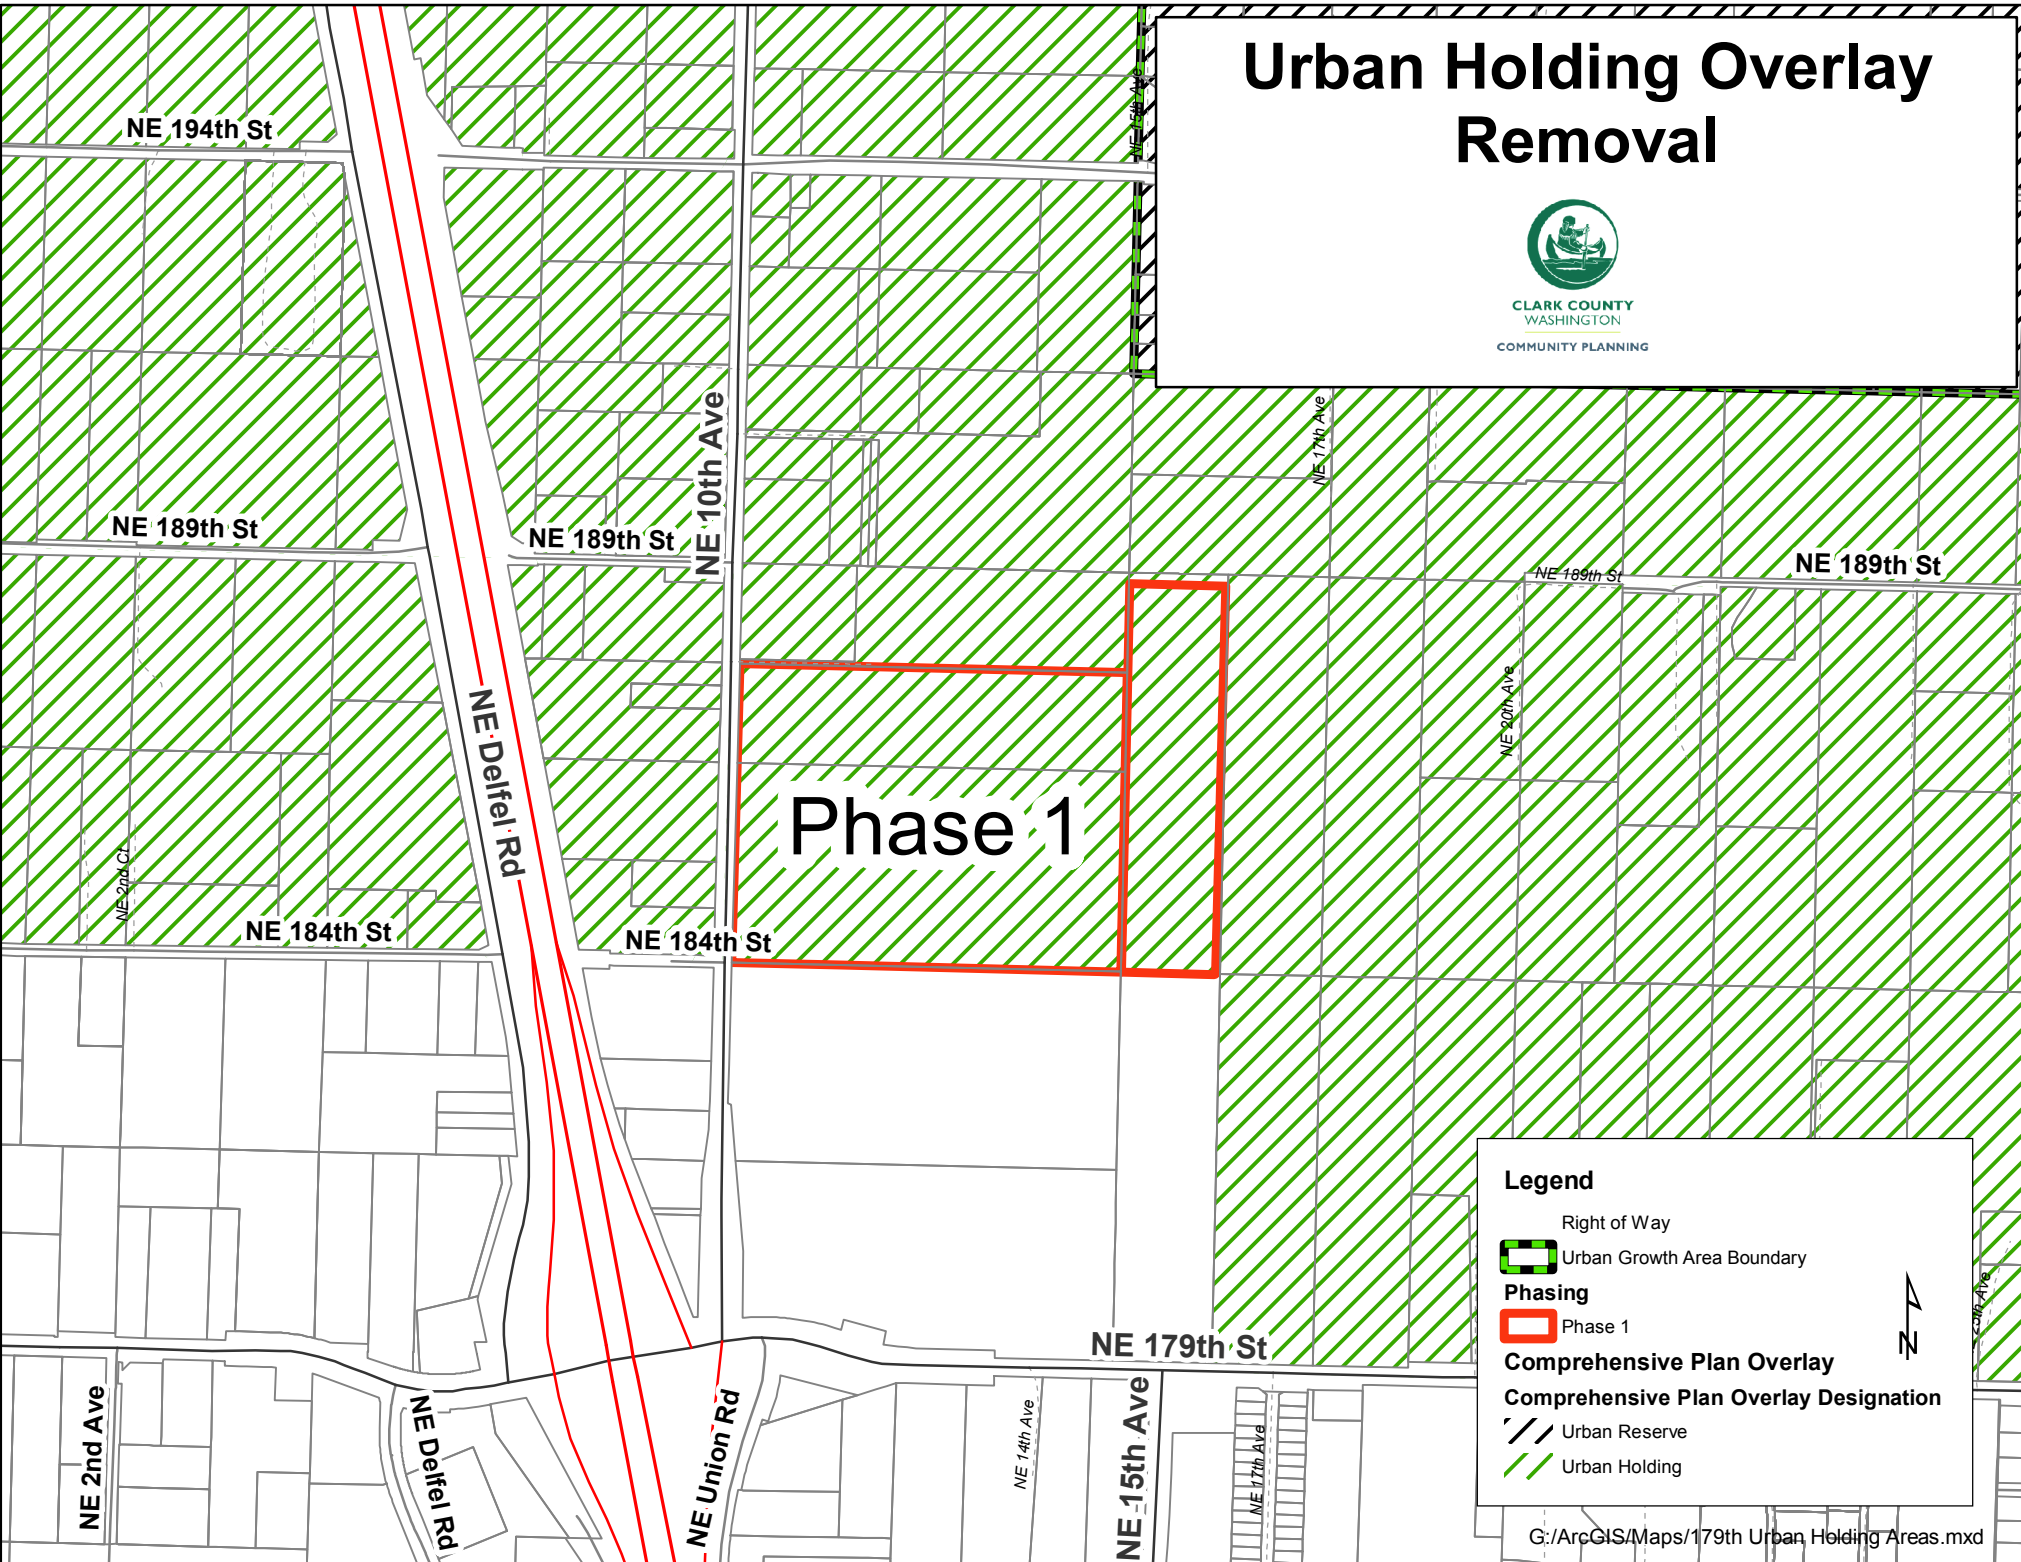 Urban Holding Overlay
Removal
CLARK COUNTY
WASHINGTON
COMMUNITY PLANNING
NE 194th St
NE 15th Ave
NE 10th Ave
NE 17th Ave
NE 189th St
NE 189th St
NE 189th St
NE 189th St
NE 20th Ave
NE Delfel Rd
Phase 1
NE 2nd Ct
NE 184th St
NE 184th St
NE 179th St
NE 2nd Ave
NE Delfel Rd
NE Union Rd
NE 14th Ave
NE 15th Ave
NE 17th Ave
25th Ave
Legend
Right of Way
Urban Growth Area Boundary
Phasing
Phase 1
N
Comprehensive Plan Overlay
Comprehensive Plan Overlay Designation
Urban Reserve
Urban Holding
G:/ArcGIS/Maps/179th Urban Holding Areas.mxd